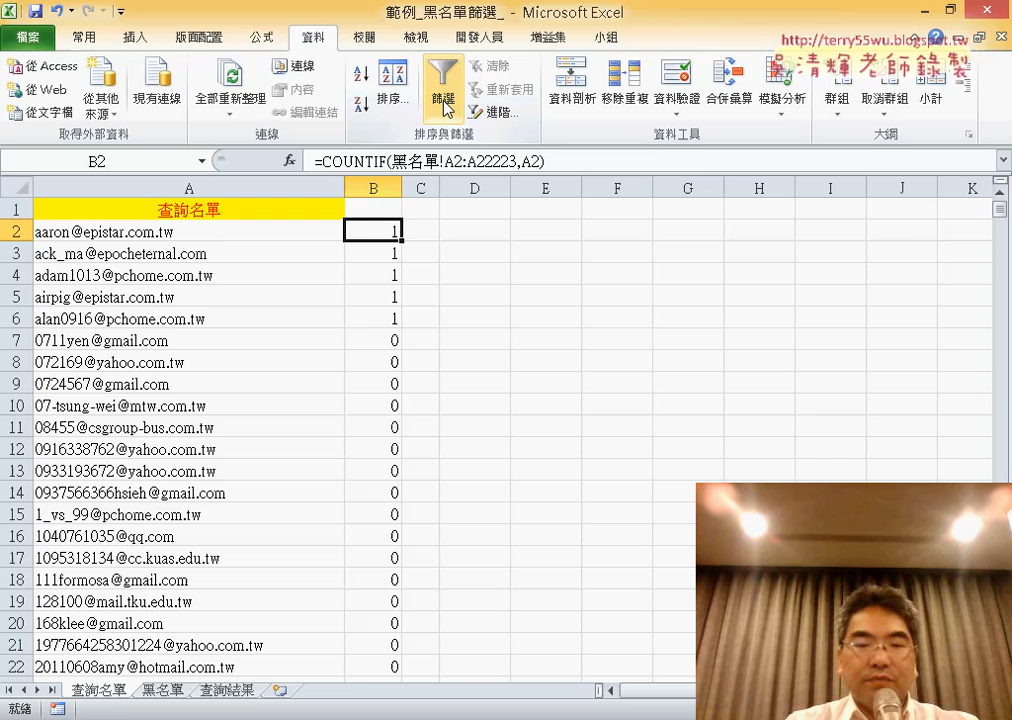 範例_黑名單篩選_ - Microsoft Excel
檔案 常用 插入 版面配置 公式 資料 校閱 檢視 開發人員 增益集 小組
http://terry55wu.blogspot.tw
吳清輝老師錄製
從 Access
從 Web
從文字檔
從其他
來源
現有連線
取得外部資料
全部重新整理
連線
內容
編輯連結
連線
排序...
篩選
清除
重新套用
進階...
排序與篩選
資料剖析 移除重複 資料驗證 合併彙算 模擬分析
資料工具
群組 取消群組 小計
大綱
B2 fx =COUNTIF(黑名單!A2:A22223,A2)
A B C D E F G H I J K
1 查詢名單
2 aaron@epistar.com.tw 1
3 ack_ma@epocheternal.com 1
4 adam1013@pchome.com.tw 1
5 airpig@epistar.com.tw 1
6 alan0916@pchome.com.tw 1
7 0711yen@gmail.com 0
8 072169@yahoo.com.tw 0
9 0724567@gmail.com 0
10 07-tsung-wei@mtw.com.tw 0
11 08455@csgroup-bus.com.tw 0
12 0916338762@yahoo.com.tw 0
13 0933193672@yahoo.com.tw 0
14 0937566366hsieh@gmail.com 0
15 1_vs_99@pchome.com.tw 0
16 1040761035@qq.com 0
17 1095318134@cc.kuas.edu.tw 0
18 111formosa@gmail.com 0
19 128100@mail.tku.edu.tw 0
20 168klee@gmail.com 0
21 1977664258301224@yahoo.com.tw 0
22 20110608amy@hotmail.com.tw 0
查詢名單 黑名單 查詢結果
就緒